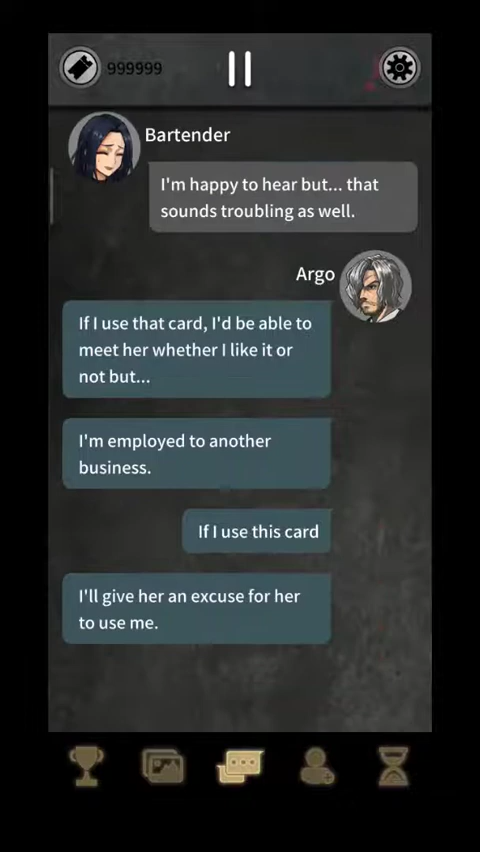 999999
Bartender
I'm happy to hear but... that
sounds troubling as well.
Argo
If I use that card, I'd be able to
meet her whether I like it or
not but...
I'm employed to another
business.
If I use this card
I'll give her an excuse for her
to use me.